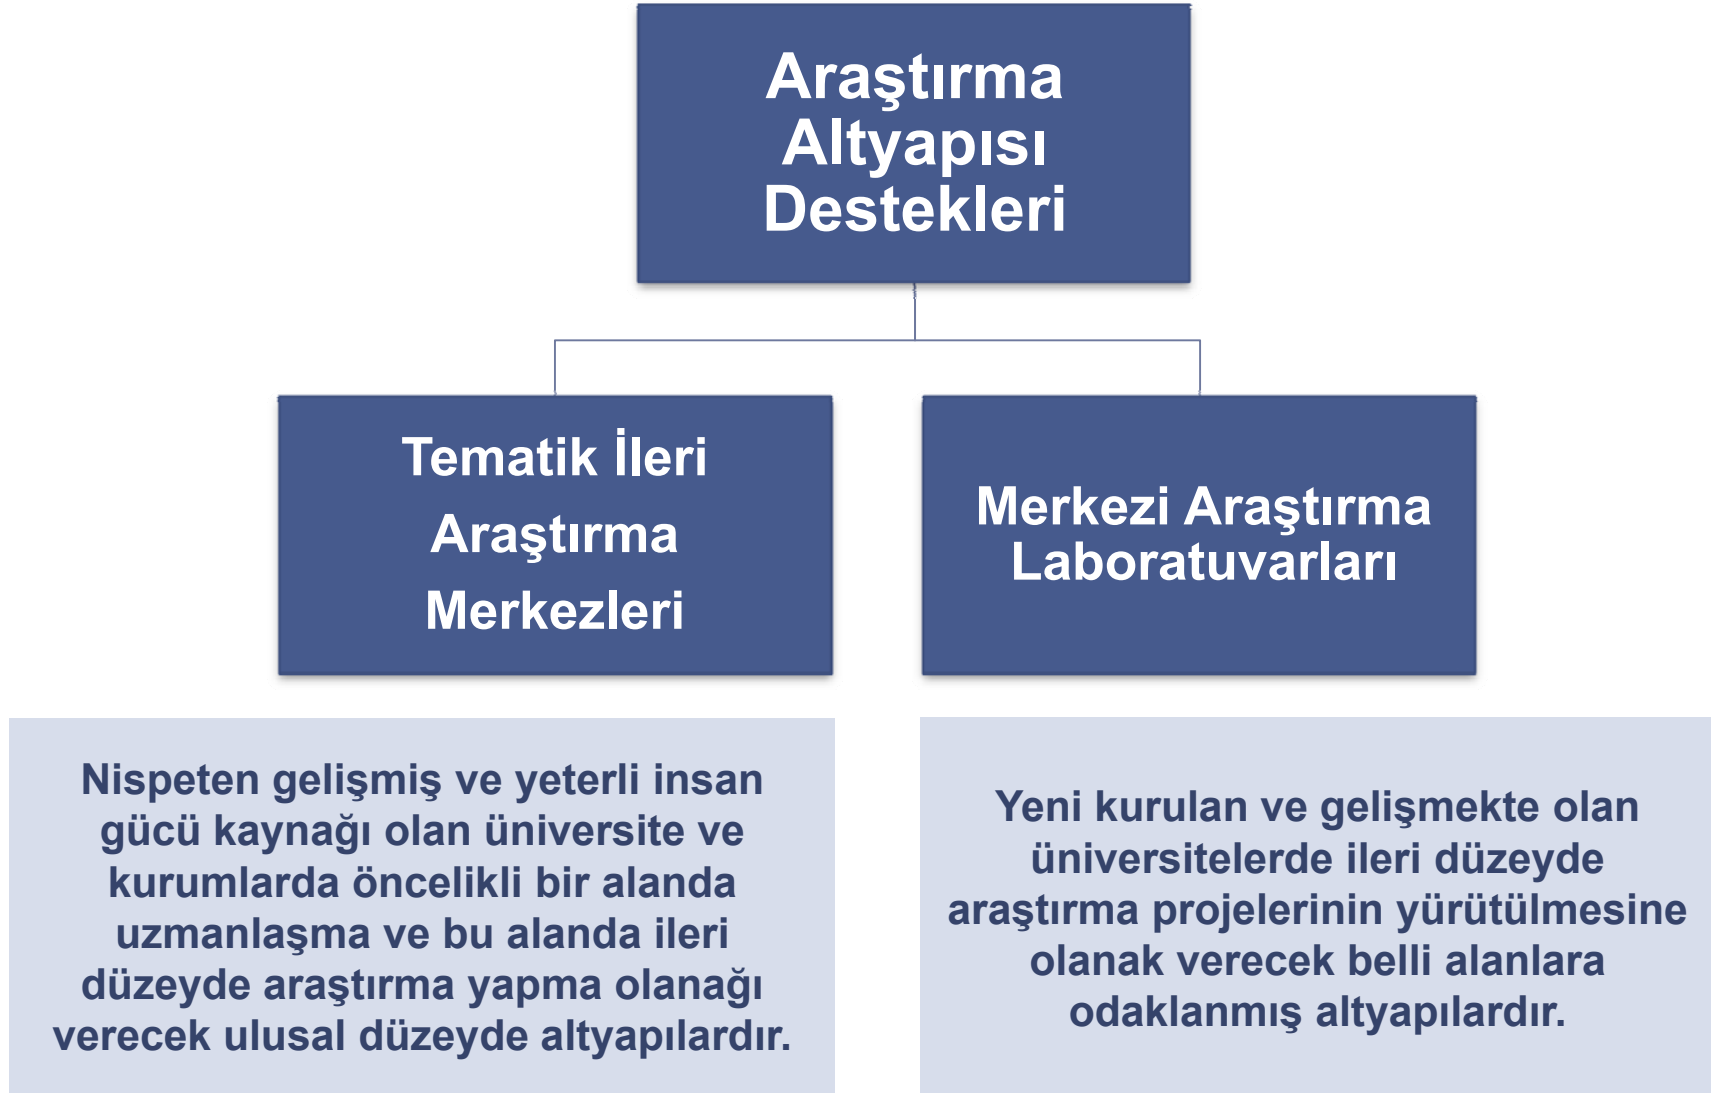 Araştırma
Altyapısı
Destekleri
Tematik İleri
Araştırma
Merkezleri
Merkezi Araştırma
Laboratuvarları
Nispeten gelişmiş ve yeterli insan
gücü kaynağı olan üniversite ve
kurumlarda öncelikli bir alanda
uzmanlaşma ve bu alanda ileri
düzeyde araştırma yapma olanağı
verecek ulusal düzeyde altyapılardır.
Yeni kurulan ve gelişmekte olan
üniversitelerde ileri düzeyde
araştırma projelerinin yürütülmesine
olanak verecek belli alanlara
odaklanmış altyapılardır.